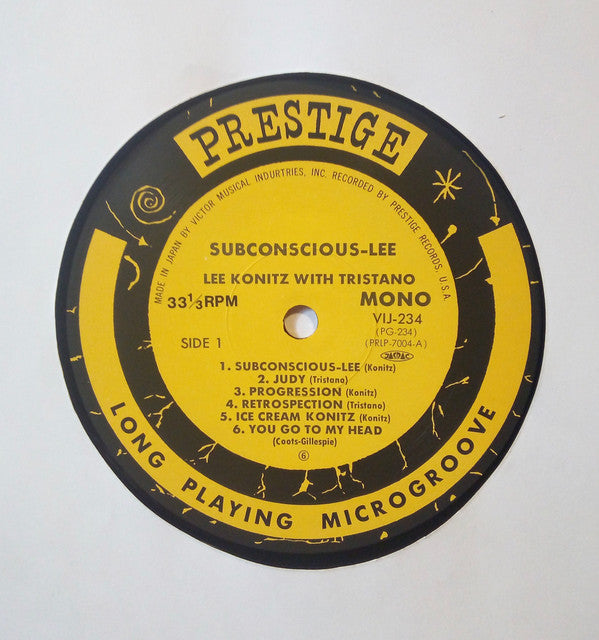 PRESTIGE
MADE IN JAPAN BY VICTOR MUSICAL INDURTRIES, INC. RECORDED BY PRESTIGE RECORDS, U.S.A
SUBCONSCIOUS-LEE
LEE KONITZ WITH TRISTANO
33⅓RPM
MONO
VIJ-234
(PG-234)
SIDE 1
(PRLP-7004-A)
JASRAC
1. SUBCONSCIOUS-LEE (Konitz)
2. JUDY (Tristana)
3. PROGRESSION (Konitz)
4. RETROSPECTION (Tristano)
5. ICE CREAM KONITZ (Konitz)
6. YOU GO TO MY HEAD
(Coots-Gillespie)
⑥
LONG PLAYING MICROGROOVE